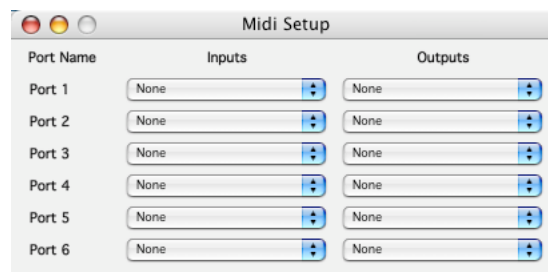 Midi Setup
Port Name Inputs Outputs
Port 1 None None
Port 2 None None
Port 3 None None
Port 4 None None
Port 5 None None
Port 6 None None